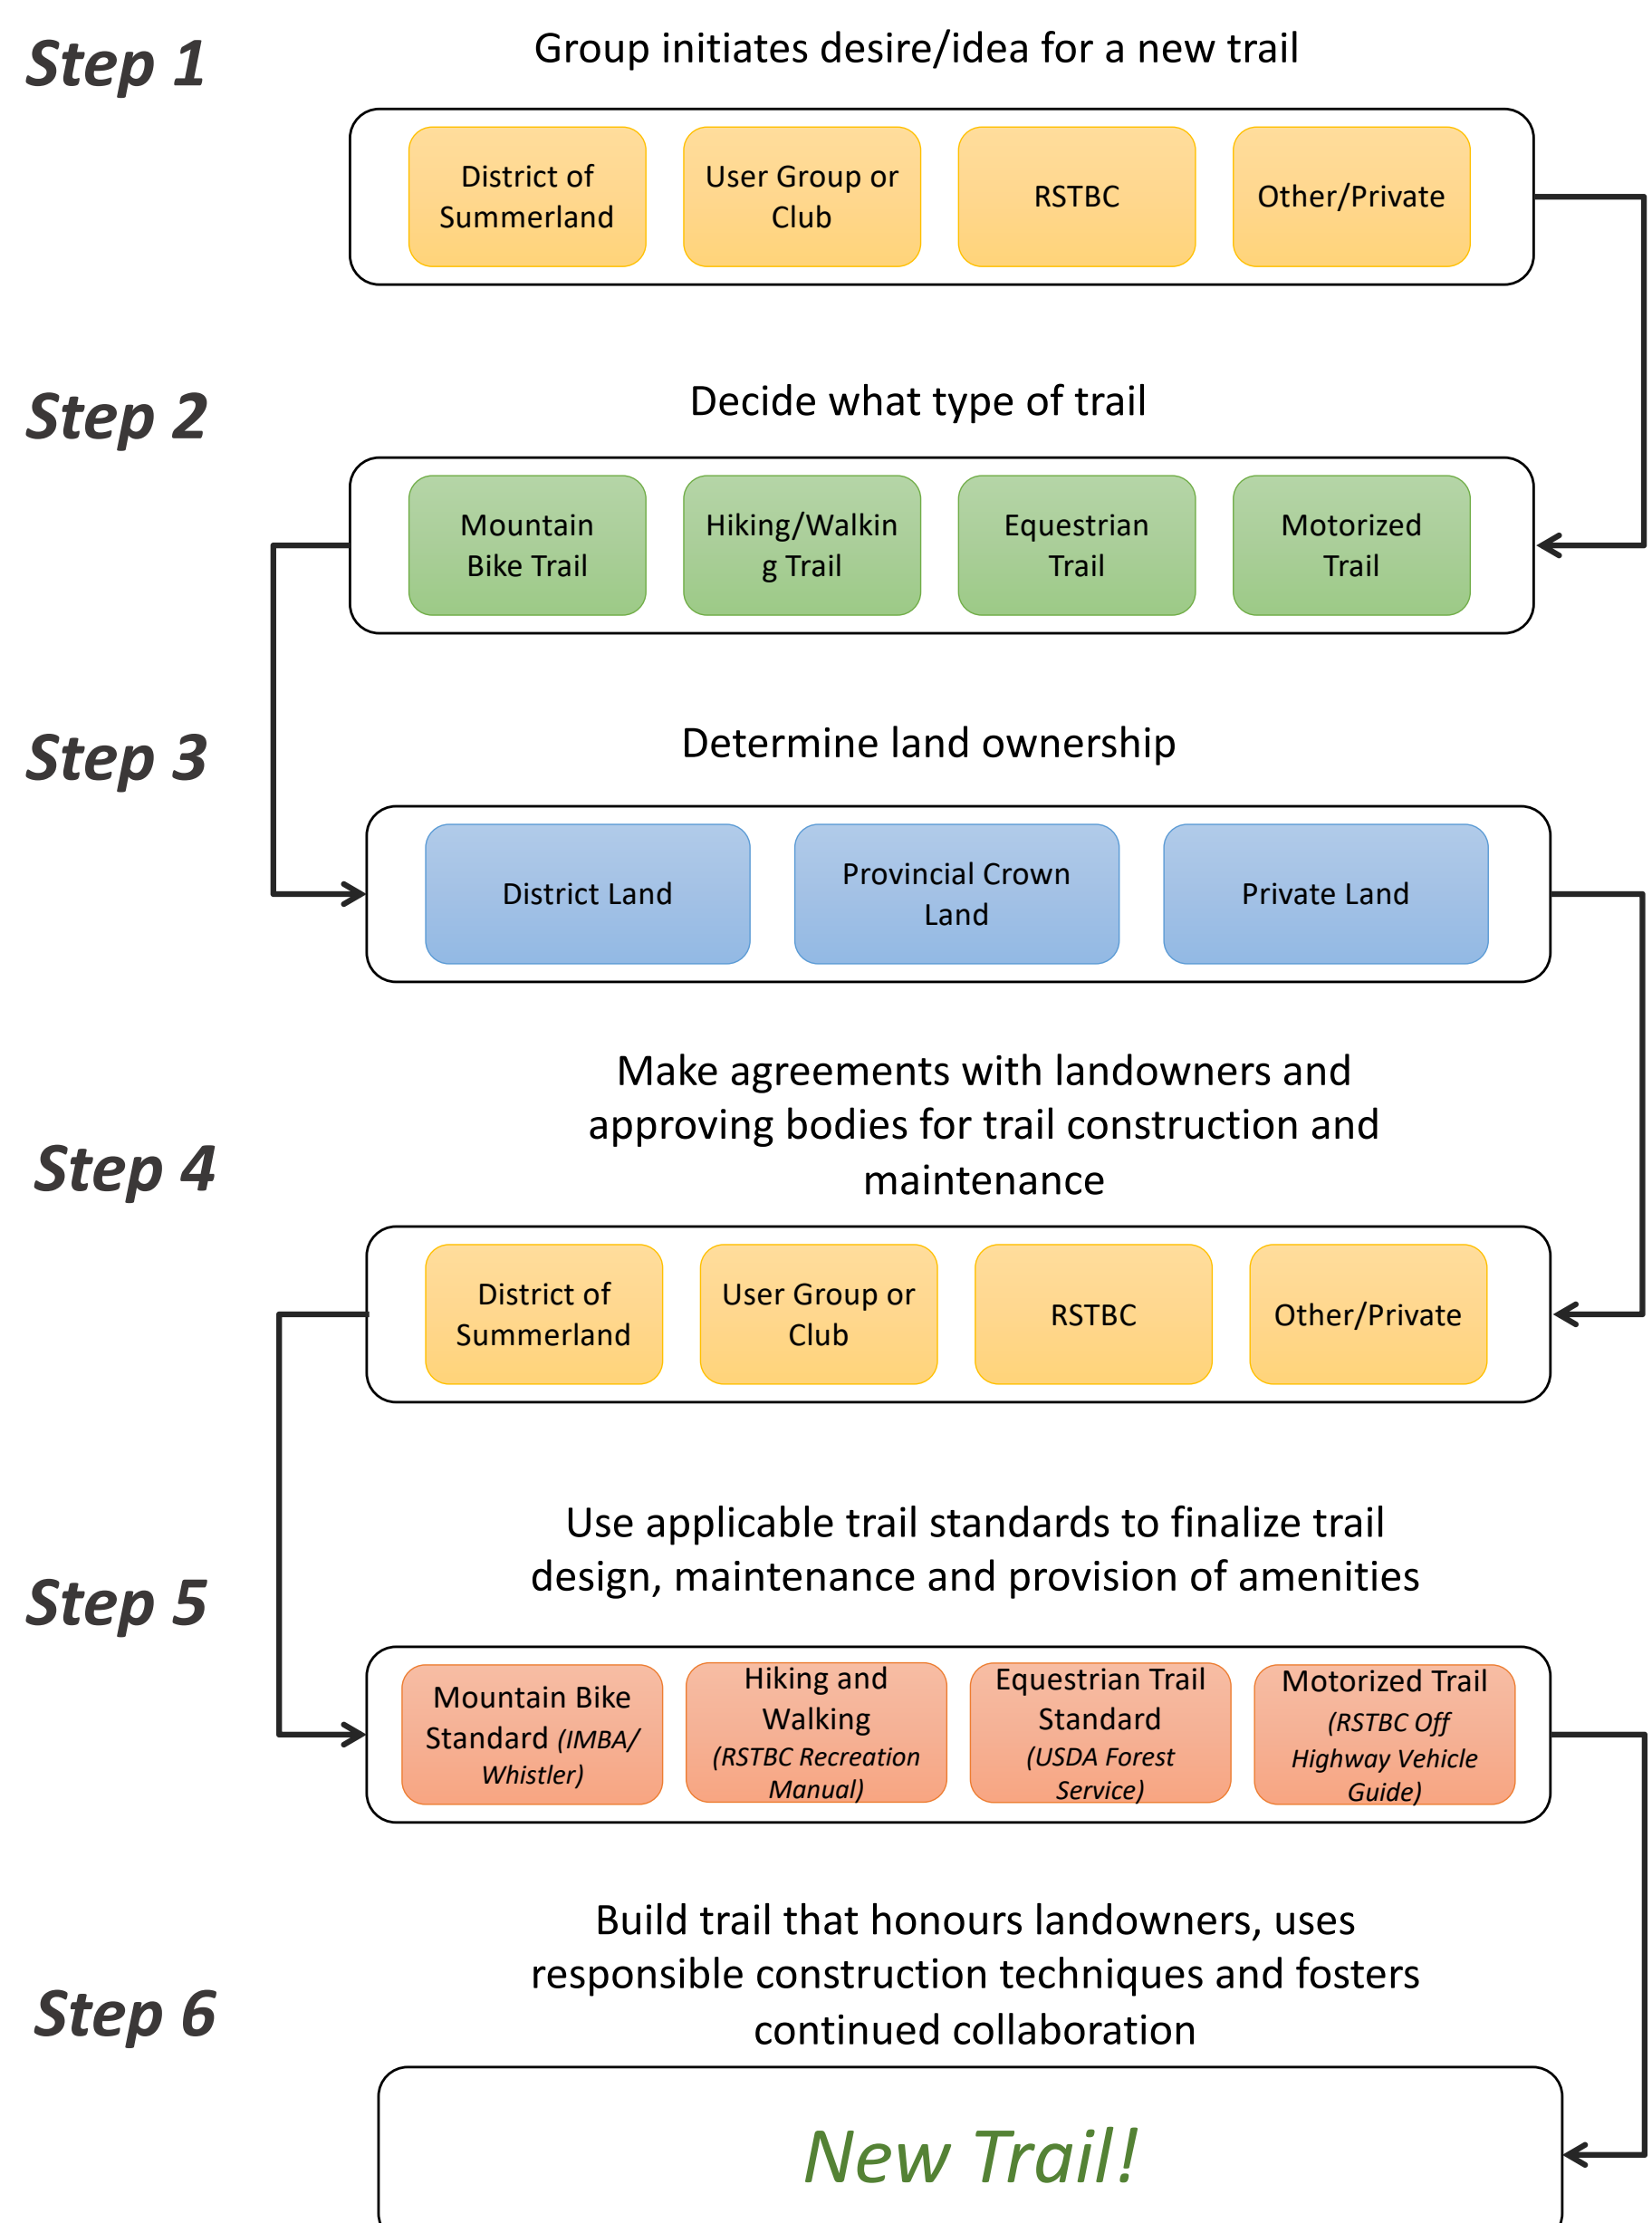 Step 1
Group initiates desire/idea for a new trail
District of
Summerland
User Group or
Club
RSTBC
Other/Private
Step 2
Decide what type of trail
Mountain
Bike Trail
Hiking/Walkin
g Trail
Equestrian
Trail
Motorized
Trail
Step 3
Determine land ownership
District Land
Provincial Crown
Land
Private Land
Step 4
Make agreements with landowners and
approving bodies for trail construction and
maintenance
District of
Summerland
User Group or
Club
RSTBC
Other/Private
Step 5
Use applicable trail standards to finalize trail
design, maintenance and provision of amenities
Mountain Bike
Standard (IMBA/
Whistler)
Hiking and
Walking
(RSTBC Recreation
Manual)
Equestrian Trail
Standard
(USDA Forest
Service)
Motorized Trail
(RSTBC Off
Highway Vehicle
Guide)
Step 6
Build trail that honours landowners, uses
responsible construction techniques and fosters
continued collaboration
New Trail!